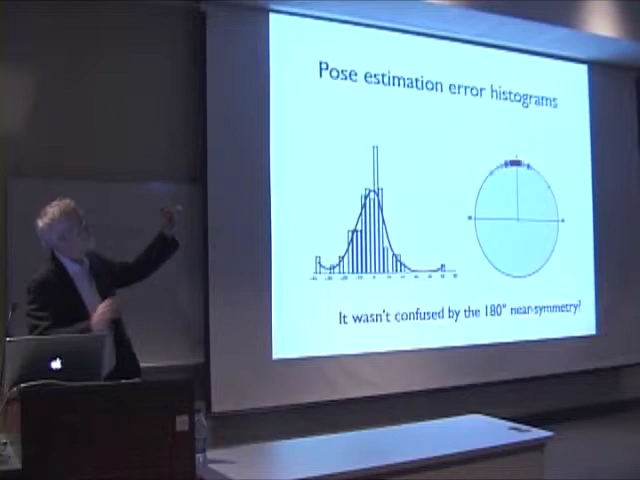 Pose estimation error histograms
It wasn't confused by the 180° near-symmetry!